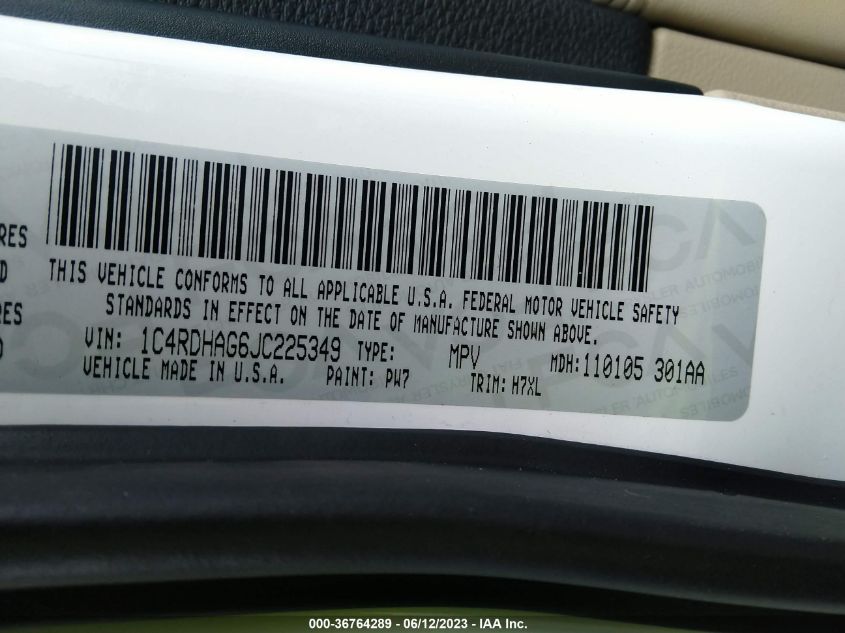 RES
D
RES
D
THIS VEHICLE CONFORMS TO ALL APPLICABLE U.S.A. FEDERAL MOTOR VEHICLE SAFETY
STANDARDS IN EFFECT ON THE DATE OF MANUFACTURE SHOWN ABOVE.
VIN: 1C4RDHAG6JC225349 TYPE: MPV MDH:110105 301AA
VEHICLE MADE IN U.S.A. PAINT: PW7 TRIM: H7XL
000-36764289 - 06/12/2023 - IAA Inc.